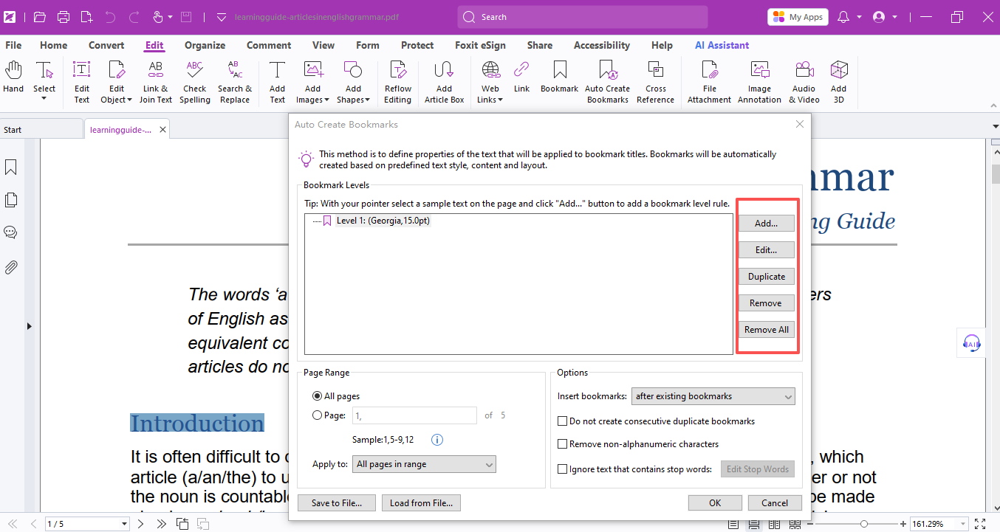 learningguide-articlesinenglishgrammar.pdf
Search
My Apps
File Home Convert Edit Organize Comment View Form Protect Foxit eSign Share Accessibility Help AI Assistant
Hand
Select
Edit Text
Edit Object
Link & Join Text
Check Spelling
Search & Replace
Add Text
Add Images
Add Shapes
Reflow Editing
Add Article Box
Web Links
Link
Bookmark
Auto Create Bookmarks
Cross Reference
File Attachment
Image Annotation
Audio & Video
Add 3D
Start
learningguide-...
mmar
ng Guide
The words ‘a
ers
of English as
equivalent co
articles do no
Introduction
It is often difficult to
, which
article (a/an/the) to u
er or not
the noun is countabl
be made
Auto Create Bookmarks
This method is to define properties of the text that will be applied to bookmark titles. Bookmarks will be automatically
created based on predefined text style, content and layout.
Bookmark Levels
Tip: With your pointer select a sample text on the page and click "Add..." button to add a bookmark level rule.
Level 1: (Georgia,15.0pt)
Add...
Edit...
Duplicate
Remove
Remove All
Page Range
All pages
Page: 1, of 5
Sample:1,5-9,12
Apply to: All pages in range
Options
Insert bookmarks: after existing bookmarks
Do not create consecutive duplicate bookmarks
Remove non-alphanumeric characters
Ignore text that contains stop words: Edit Stop Words
Save to File... Load from File... OK Cancel
AI
1 / 5
161.29%